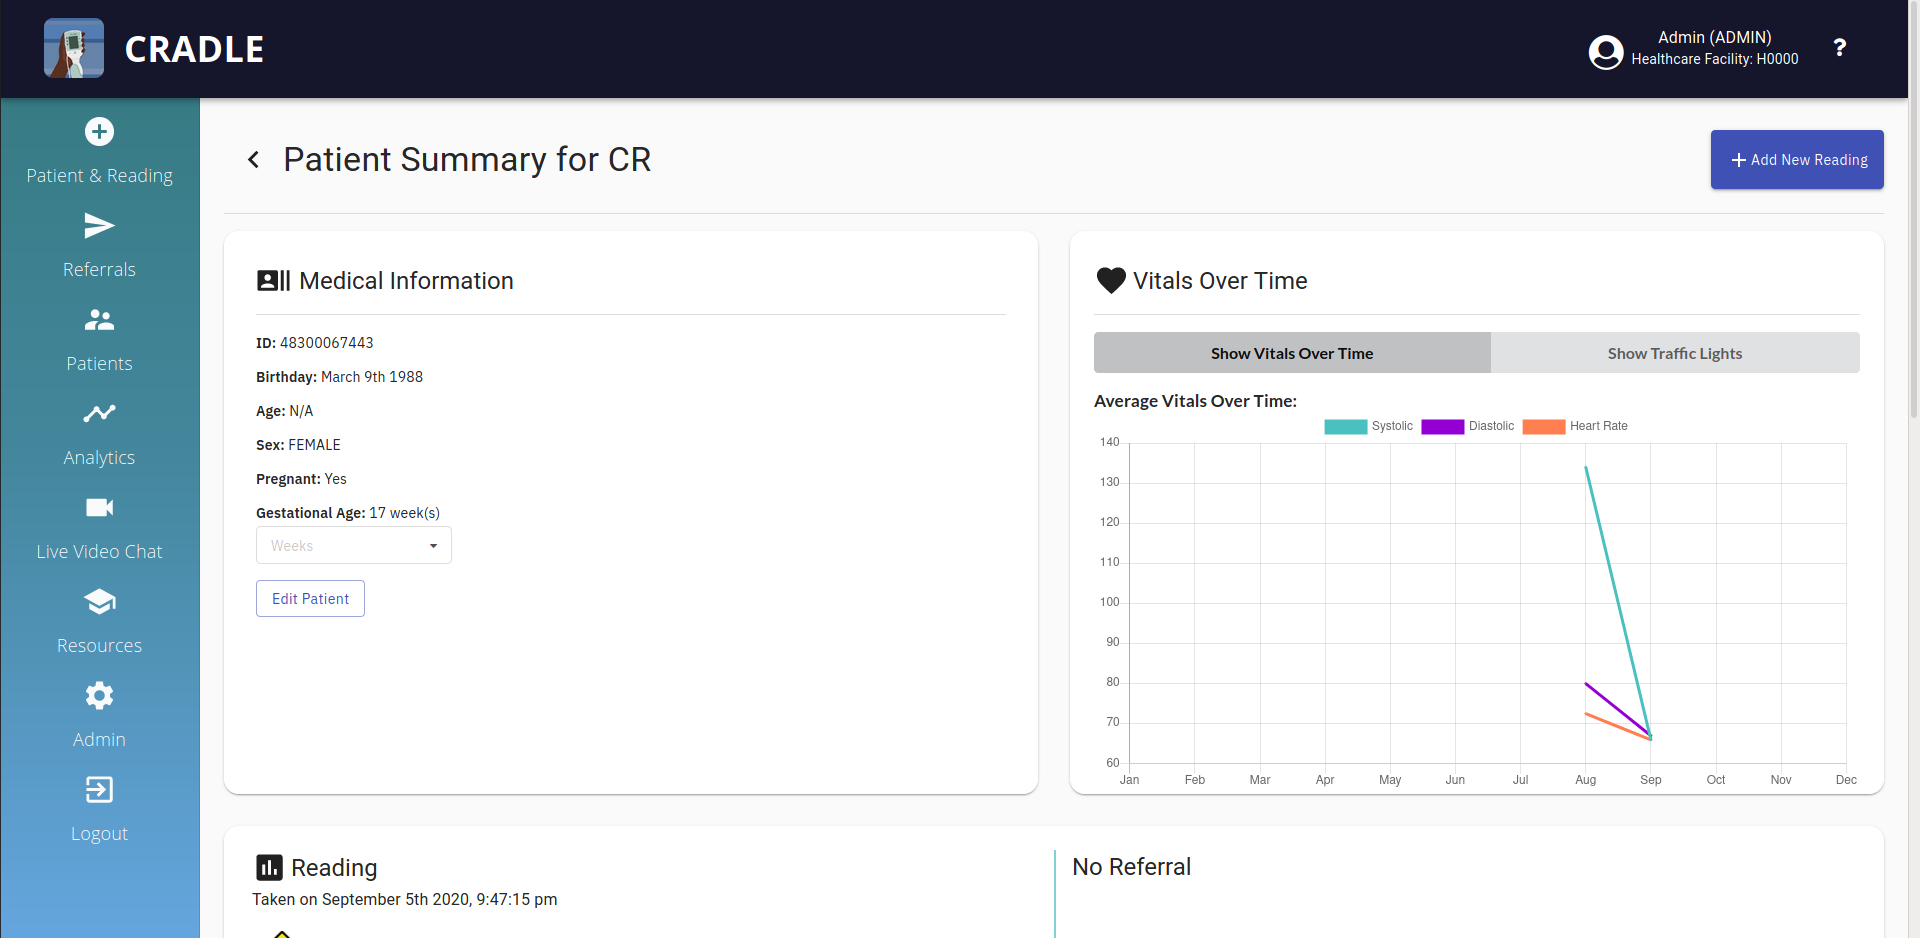 CRADLE
Admin (ADMIN)
Healthcare Facility: H0000
?
Patient & Reading
Referrals
Patients
Analytics
Live Video Chat
Resources
Admin
Logout
Patient Summary for CR
+ Add New Reading
Medical Information
ID: 48300067443
Birthday: March 9th 1988
Age: N/A
Sex: FEMALE
Pregnant: Yes
Gestational Age: 17 week(s)
Weeks
Edit Patient
Vitals Over Time
Show Vitals Over Time
Show Traffic Lights
Average Vitals Over Time:
Systolic Diastolic Heart Rate
140
130
120
110
100
90
80
70
60
Jan Feb Mar Apr May Jun Jul Aug Sep Oct Nov Dec
Reading
Taken on September 5th 2020, 9:47:15 pm
No Referral